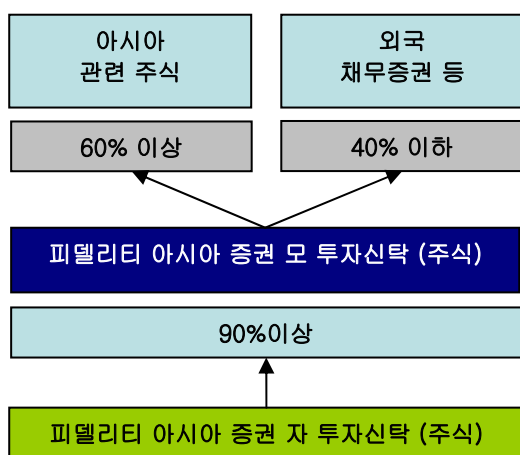 아시아
관련 주식
외국
채무증권 등
60% 이상
40% 이하
피델리티 아시아 증권 모 투자신탁 (주식)
90%이상
피델리티 아시아 증권 자 투자신탁 (주식)